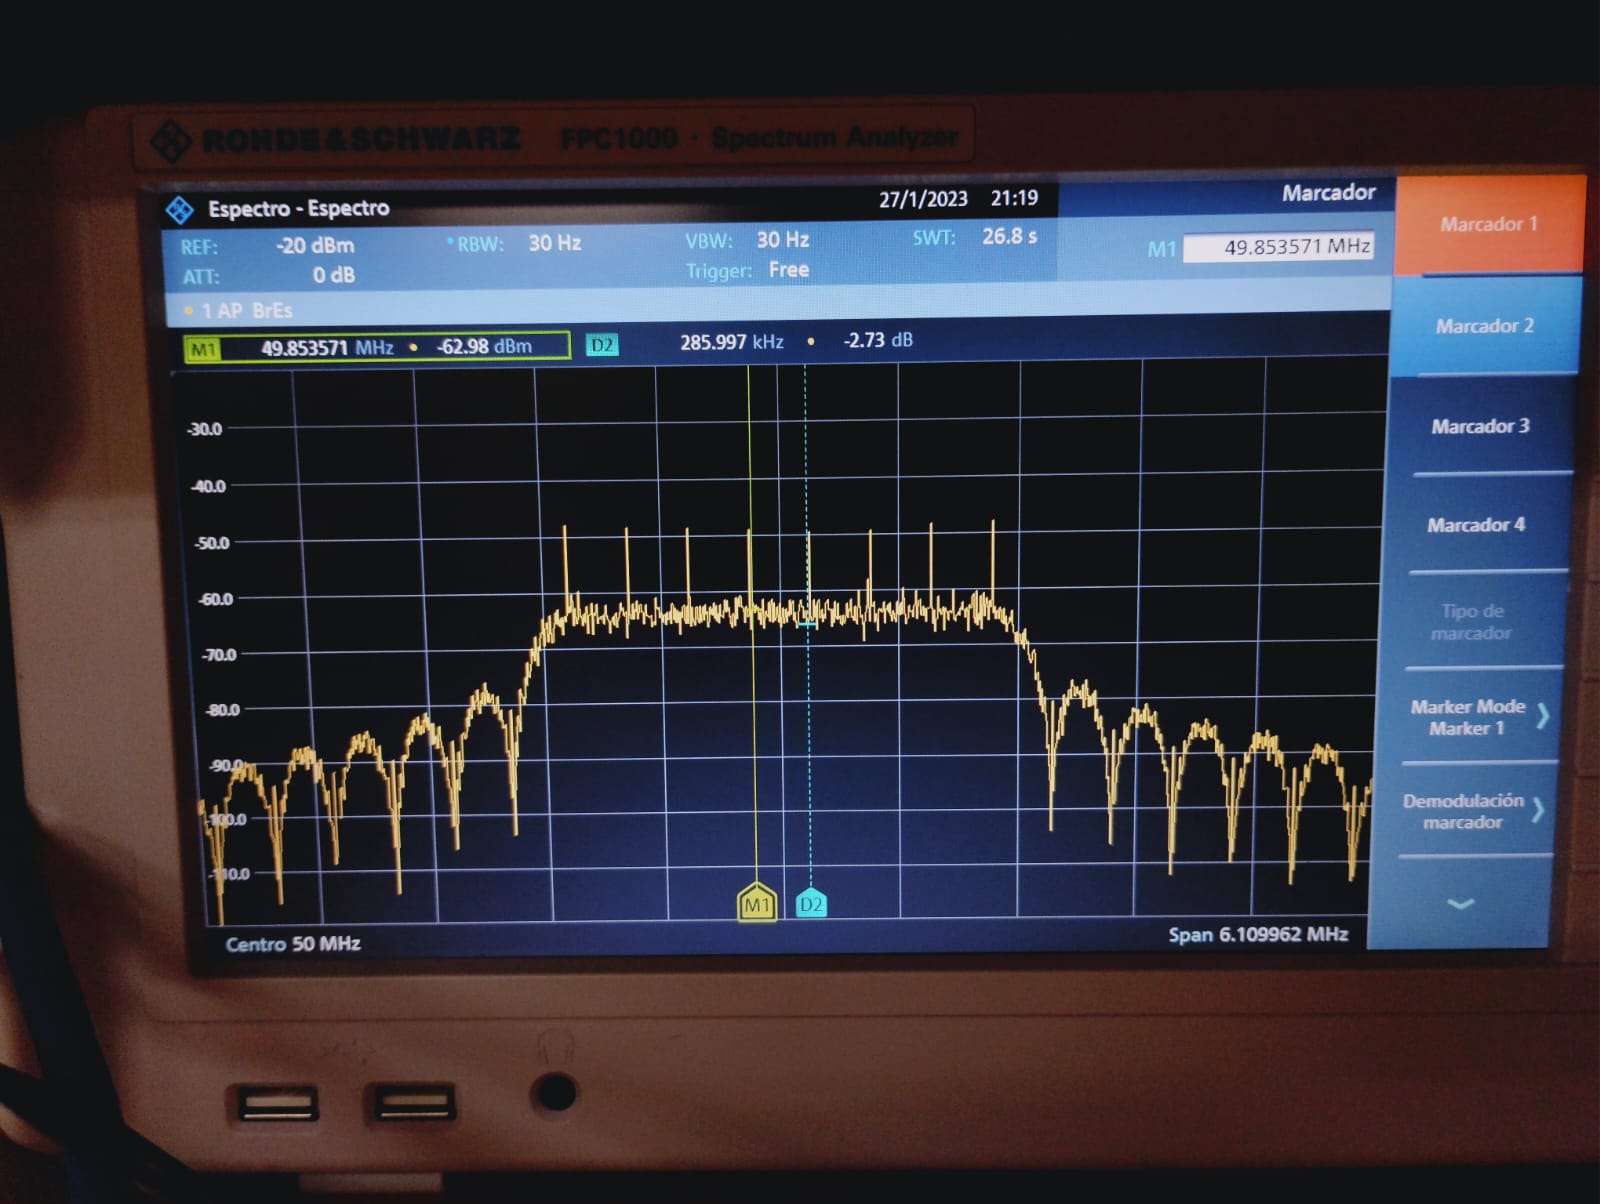 ROHDE&SCHWARZ FPC1000 · Spectrum Analyzer
Espectro - Espectro 27/1/2023 21:19 Marcador
REF: -20 dBm • RBW: 30 Hz VBW: 30 Hz SWT: 26.8 s M1 49.853571 MHz
ATT: 0 dB Trigger: Free
• 1 AP BrEs
M1 49.853571 MHz • -62.98 dBm D2 285.997 kHz • -2.73 dB
-30.0
-40.0
-50.0
-60.0
-70.0
-80.0
-90.0
-100.0
-110.0
M1 D2
Centro 50 MHz Span 6.109962 MHz
Marcador 1
Marcador 2
Marcador 3
Marcador 4
Tipo de
marcador
Marker Mode
Marker 1
Demodulación
marcador